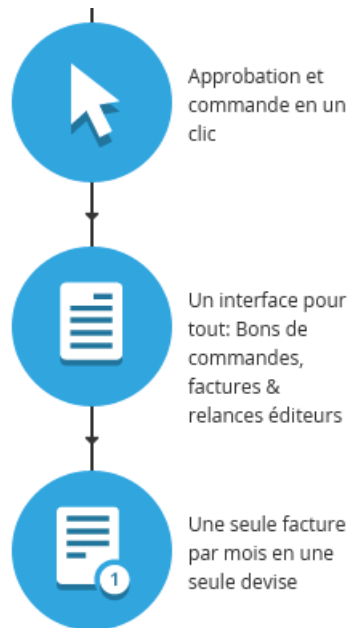 Approbation et
commande en un
clic
Un interface pour
tout: Bons de
commandes,
factures &
relances éditeurs
1
Une seule facture
par mois en une
seule devise